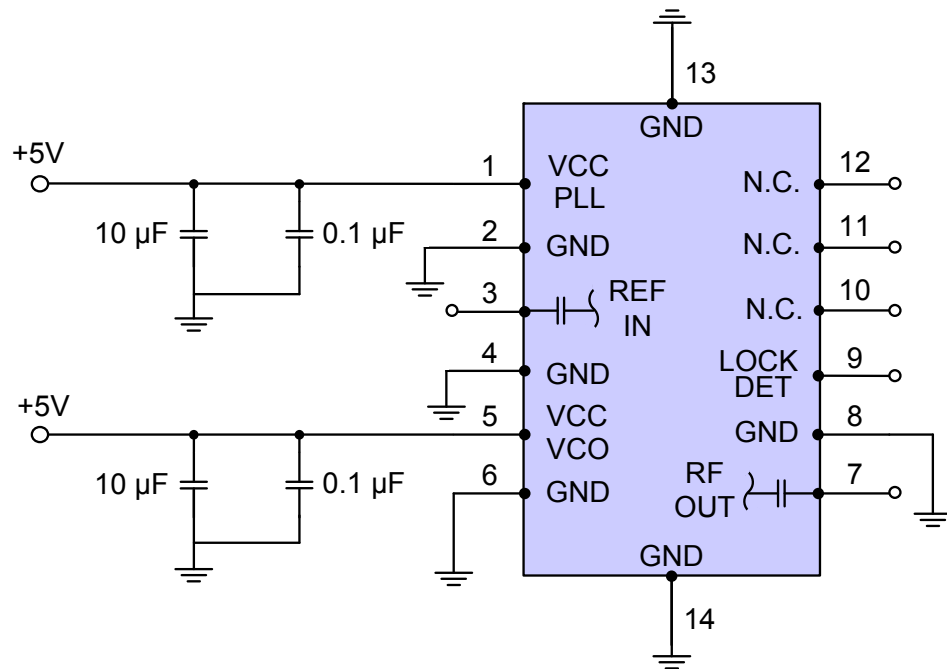 13
GND
+5V
1
VCC
PLL
12
N.C.
10 µF
0.1 µF
2
GND
11
N.C.
3
REF
IN
10
N.C.
4
GND
9
LOCK
DET
+5V
5
VCC
VCO
8
GND
10 µF
0.1 µF
6
GND
7
RF
OUT
GND
14